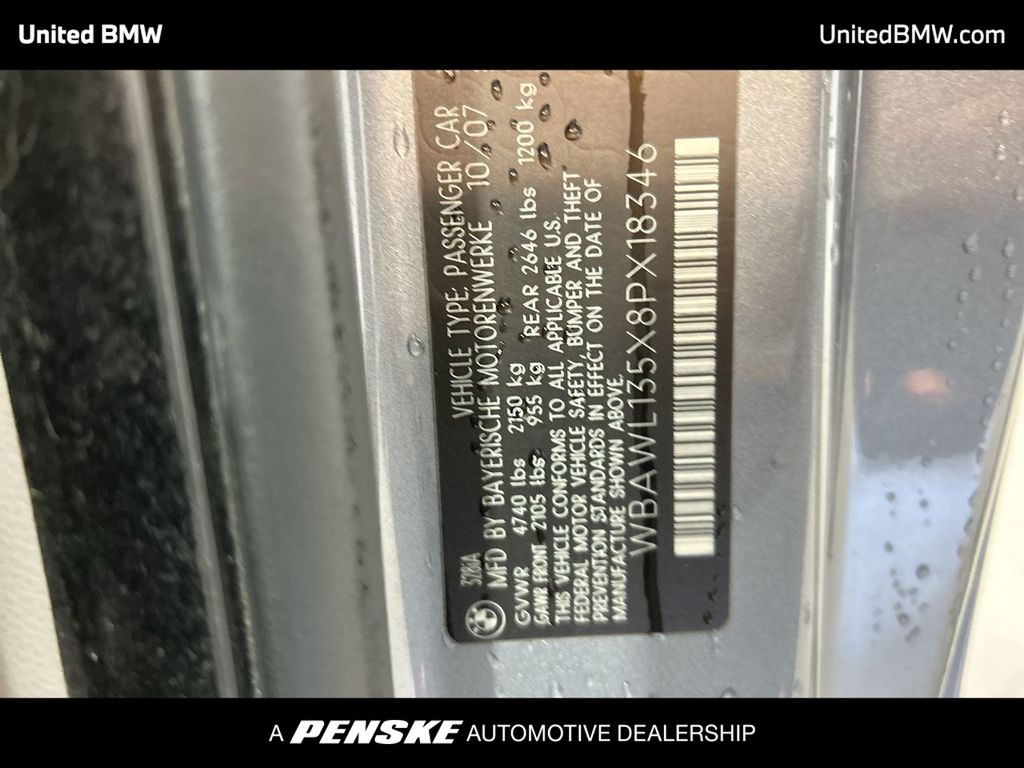 United BMW
UnitedBMW.com
VEHICLE TYPE: PASSENGER CAR
MFD BY BAYERISCHE MOTORENWERKE 10/07
GVWR 4740 lbs 2150 kg
GAWR FRONT 2105 lbs 955 kg REAR 2646 lbs 1200 kg
THIS VEHICLE CONFORMS TO ALL APPLICABLE U.S.
FEDERAL MOTOR VEHICLE SAFETY, BUMPER AND THEFT
PREVENTION STANDARDS IN EFFECT ON THE DATE OF
MANUFACTURE SHOWN ABOVE.
WBAWL135X8PX18346
A PENSKE AUTOMOTIVE DEALERSHIP